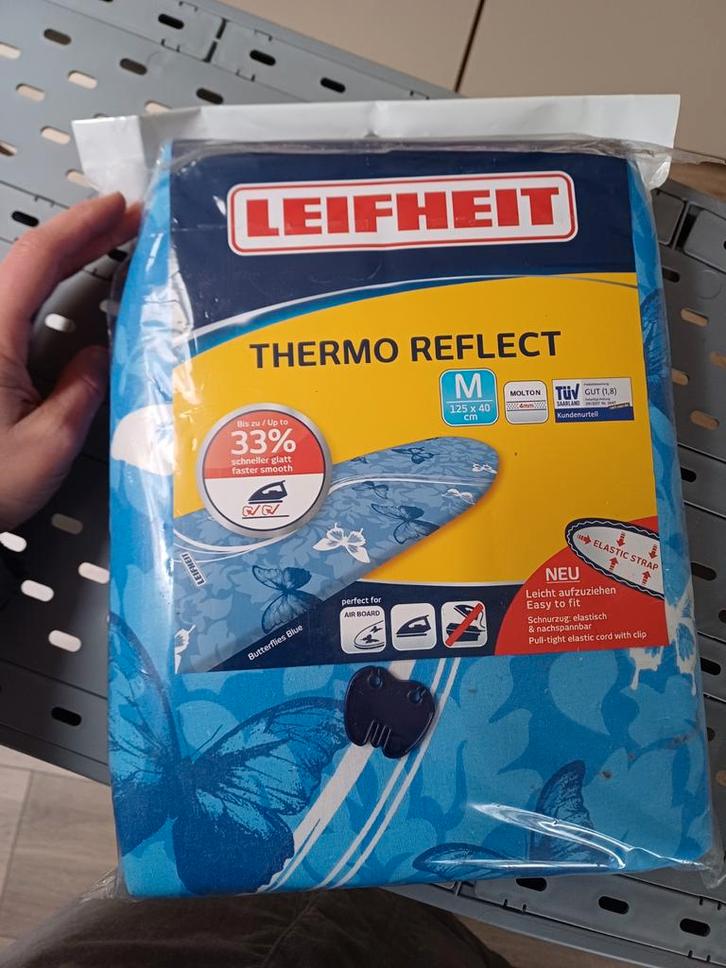 LEIFHEIT
THERMO REFLECT
M
125 x 40
cm
MOLTON
4mm
TÜV
SAARLAND
GUT (1,8)
Kundenurteil
Bis zu / Up to
33%
schneller glatt
faster smooth
LEIFHEIT
Butterflies Blue
perfect for
AIR BOARD
ELASTIC STRAP
NEU
Leicht aufzuziehen
Easy to fit
Schnurzug: elastisch
& nachspannbar
Pull-tight elastic cord with clip